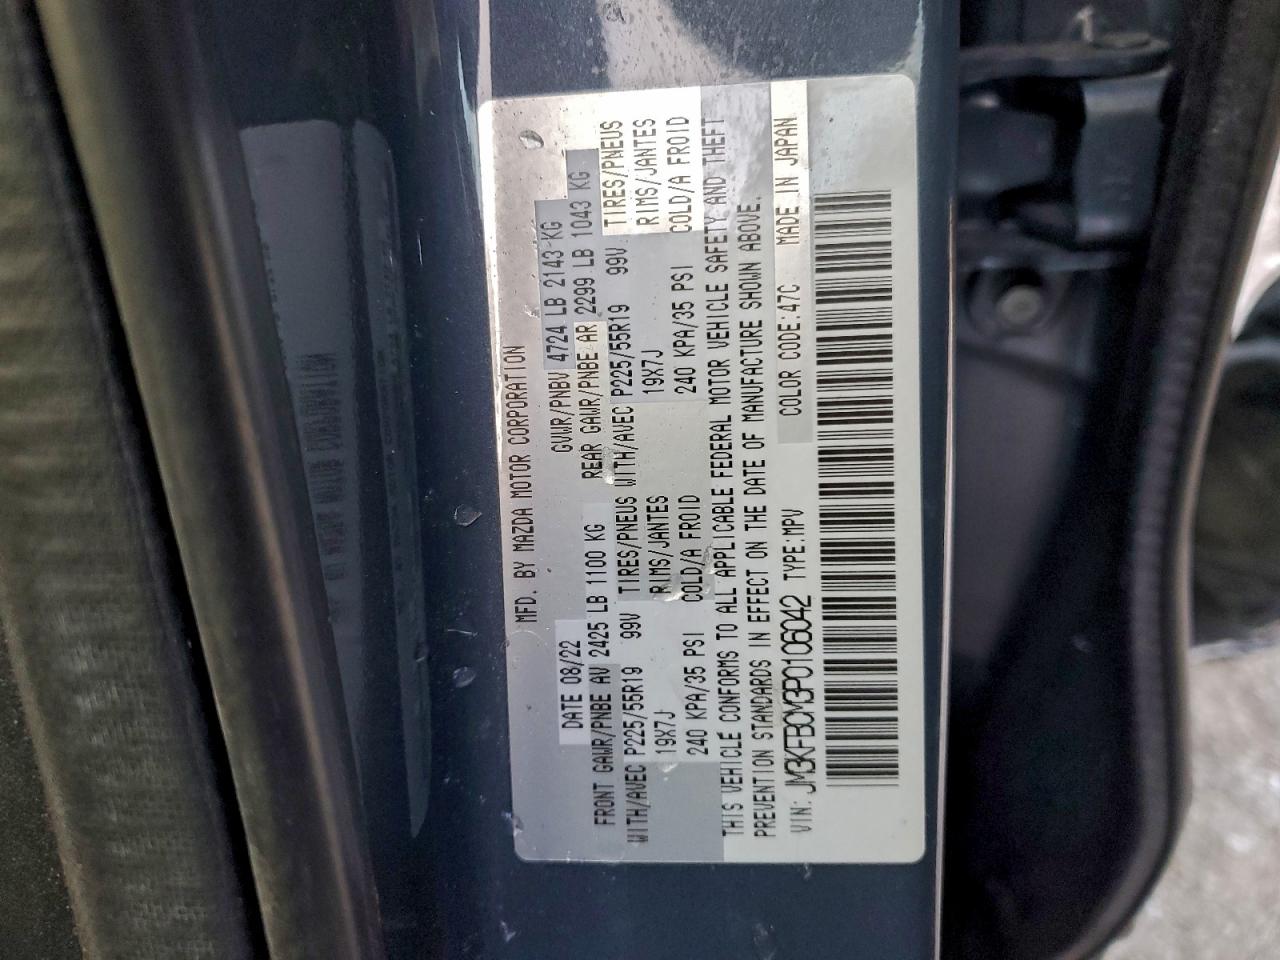 MFD. BY MAZDA MOTOR CORPORATION
DATE 08/22 GVWR/PNBV 4724 LB 2143 KG
FRONT GAWR/PNBE AV 2425 LB 1100 KG REAR GAWR/PNBE AR 2299 LB 1043 KG
WITH/AVEC P225/55R19 99V TIRES/PNEUS WITH/AVEC P225/55R19 99V TIRES/PNEUS
19X7J RIMS/JANTES 19X7J RIMS/JANTES
240 KPA/35 PSI COLD/A FROID 240 KPA/35 PSI COLD/A FROID
THIS VEHICLE CONFORMS TO ALL APPLICABLE FEDERAL MOTOR VEHICLE SAFETY AND THEFT
PREVENTION STANDARDS IN EFFECT ON THE DATE OF MANUFACTURE SHOWN ABOVE.
VIN: JM3KFBCM3P0106042 TYPE:MPV COLOR CODE:47C MADE IN JAPAN